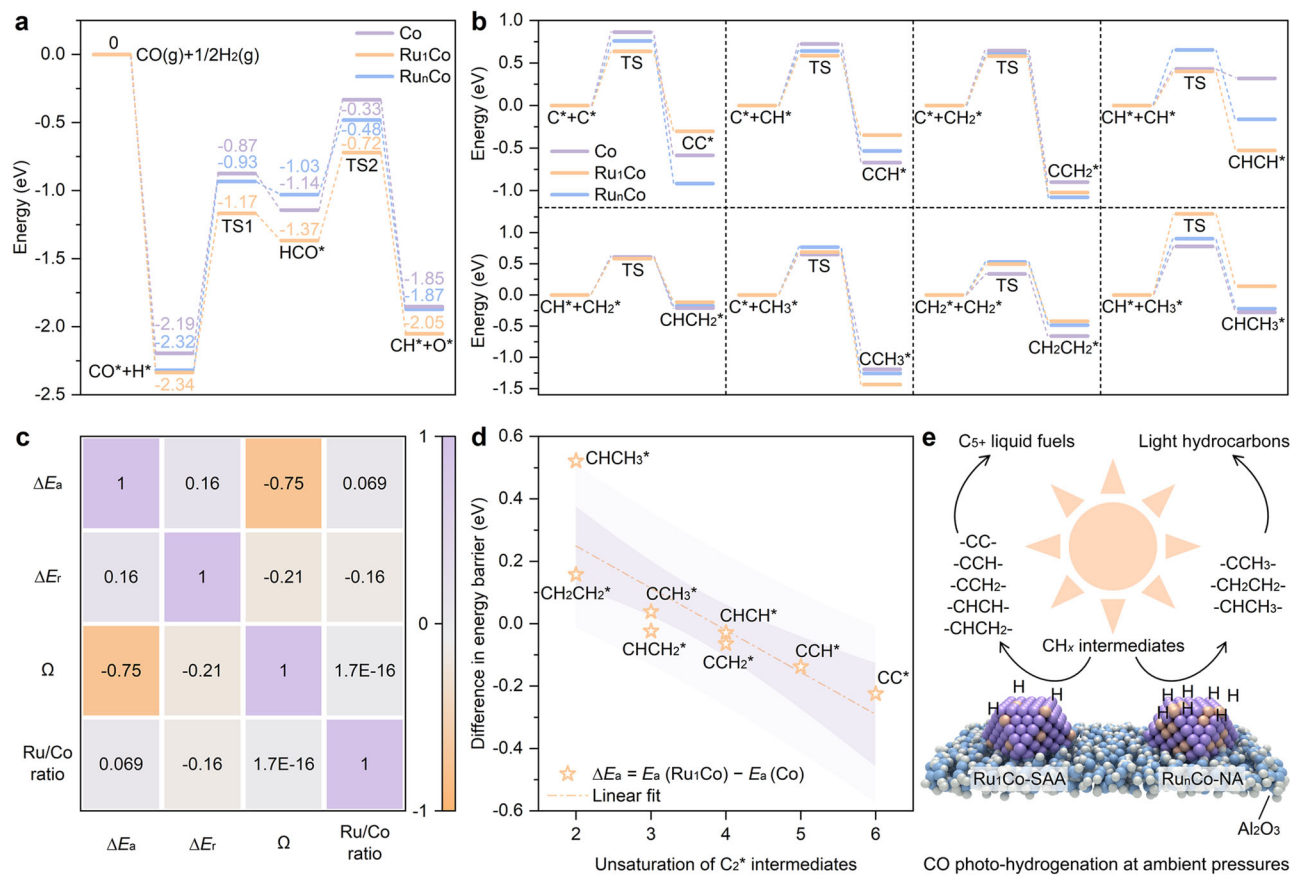 a
0.0
-0.5
-1.0
-1.5
-2.0
-2.5
Energy (eV)
0
CO(g)+1/2H₂(g)
Co
Ru₁Co
RuₙCo
-2.19
-2.32
CO*+H*
-2.34
-0.87
-0.93
-1.17
TS1
-1.03
-1.14
-1.37
HCO*
-0.33
-0.48
-0.72
TS2
-1.85
-1.87
-2.05
CH*+O*
b
1.0
0.5
0.0
-0.5
-1.0
Energy (eV)
C*+C*
TS
CC*
Co
Ru₁Co
RuₙCo
C*+CH*
TS
CCH*
C*+CH₂*
TS
CCH₂*
CH*+CH*
TS
CHCH*
1.0
0.5
0.0
-0.5
-1.0
-1.5
Energy (eV)
CH*+CH₂*
TS
CHCH₂*
C*+CH₃*
TS
CCH₃*
CH₂*+CH₂*
TS
CH₂CH₂*
CH*+CH₃*
TS
CHCH₃*
c
ΔEa 1 0.16 -0.75 0.069
ΔEr 0.16 1 -0.21 -0.16
Ω -0.75 -0.21 1 1.7E-16
Ru/Co
ratio
0.069 -0.16 1.7E-16 1
ΔEa ΔEr Ω Ru/Co
ratio
1
0
-1
d
0.6
0.4
0.2
0.0
-0.2
-0.4
-0.6
Difference in energy barrier (eV)
CHCH₃*
CH₂CH₂*
CCH₃*
CHCH₂*
CHCH*
CCH₂*
CCH*
CC*
ΔEa = Ea (Ru₁Co) − Ea (Co)
Linear fit
2 3 4 5 6
Unsaturation of C₂* intermediates
e
C₅₊ liquid fuels
Light hydrocarbons
-CC-
-CCH-
-CCH₂-
-CHCH-
-CHCH₂-
-CCH₃-
-CH₂CH₂-
-CHCH₃-
CHₓ intermediates
H H H
H H H H H H
Ru₁Co-SAA
RuₙCo-NA
Al₂O₃
CO photo-hydrogenation at ambient pressures